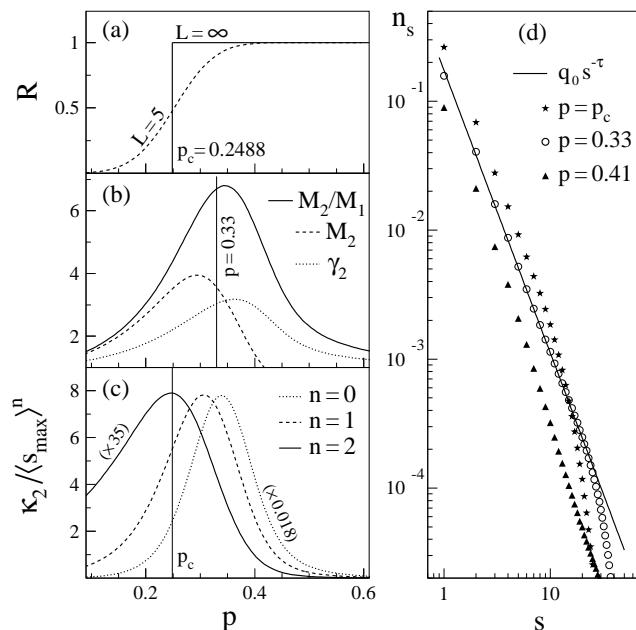 (a)
L = ∞
1
R
0.5
L = 5
p_c = 0.2488
(b)
6
4
2
M_2/M_1
M_2
γ_2
p = 0.33
(c)
8
6
4
2
0
κ_2/⟨s_max⟩^n
(×35)
(×0.018)
n = 0
n = 1
n = 2
p_c
0.2 0.4 0.6
p
n_s
(d)
q_0 s^-τ
p = p_c
p = 0.33
p = 0.41
10^-1
10^-2
10^-3
10^-4
1 10
s